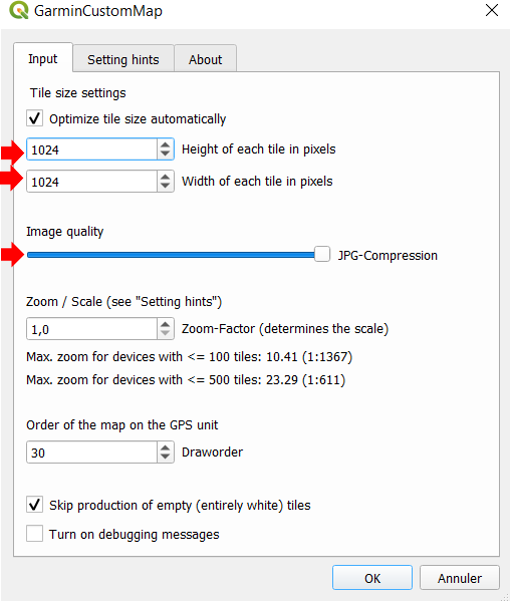 GarminCustomMap
Input
Setting hints
About
Tile size settings
Optimize tile size automatically
1024
Height of each tile in pixels
1024
Width of each tile in pixels
Image quality
JPG-Compression
Zoom / Scale (see "Setting hints")
1,0
Zoom-Factor (determines the scale)
Max. zoom for devices with <= 100 tiles: 10.41 (1:1367)
Max. zoom for devices with <= 500 tiles: 23.29 (1:611)
Order of the map on the GPS unit
30
Draworder
Skip production of empty (entirely white) tiles
Turn on debugging messages
OK
Annuler